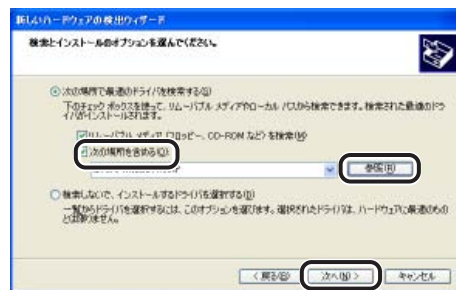 新しいハードウェアの検出ウィザード
検索とインストールのオプションを選んでください。
次の場所で最適のドライバを検索する(S)
下のチェック ボックスを使って、リムーバブル メディアやローカル パスから検索できます。検索された最適のドラ
イバがインストールされます。
リムーバブル メディア (フロッピー、CD-ROM など) を検索(M)
次の場所を含める(O):
参照(R)
検索しないで、インストールするドライバを選択する(D)
一覧からドライバを選択するには、このオプションを選びます。選択されたドライバは、ハードウェアに最適のもの
とは限りません。
< 戻る(B)
次へ(N) >
キャンセル